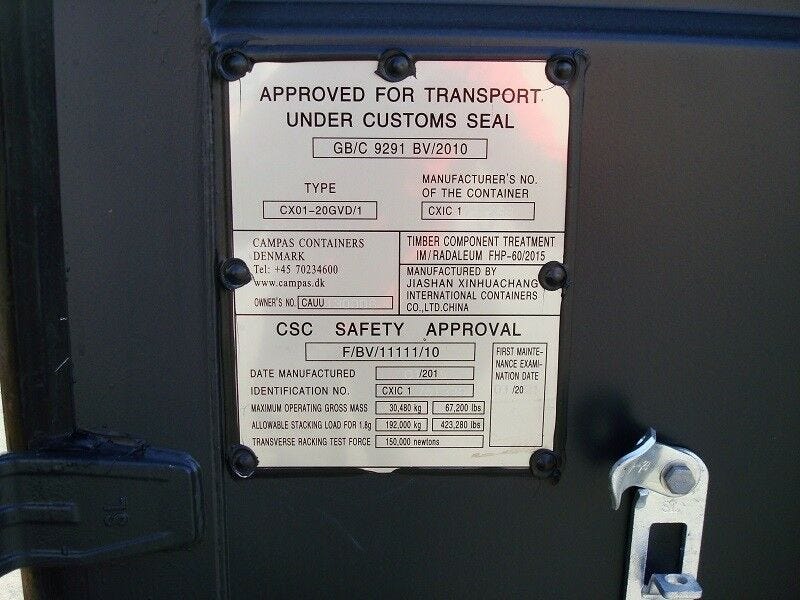 APPROVED FOR TRANSPORT
UNDER CUSTOMS SEAL
GB/C 9291 BV/2010
TYPE
CX01-20GVD/1
MANUFACTURER'S NO.
OF THE CONTAINER
CXIC 1
CAMPAS CONTAINERS
DENMARK
Tel: +45 70234600
www.campas.dk
OWNER'S NO. CAUU
TIMBER COMPONENT TREATMENT
IM/RADALEUM FHP-60/2015
MANUFACTURED BY
JIASHAN XINHUACHANG
INTERNATIONAL CONTAINERS
CO.,LTD.CHINA
CSC SAFETY APPROVAL
F/BV/11111/10
DATE MANUFACTURED /201
IDENTIFICATION NO. CXIC 1
MAXIMUM OPERATING GROSS MASS 30,480 kg 67,200 lbs
ALLOWABLE STACKING LOAD FOR 1.8g 192,000 kg 423,280 lbs
TRANSVERSE RACKING TEST FORCE 150,000 newtons
FIRST MAINTE-
NANCE EXAMI-
NATION DATE
/20
SL